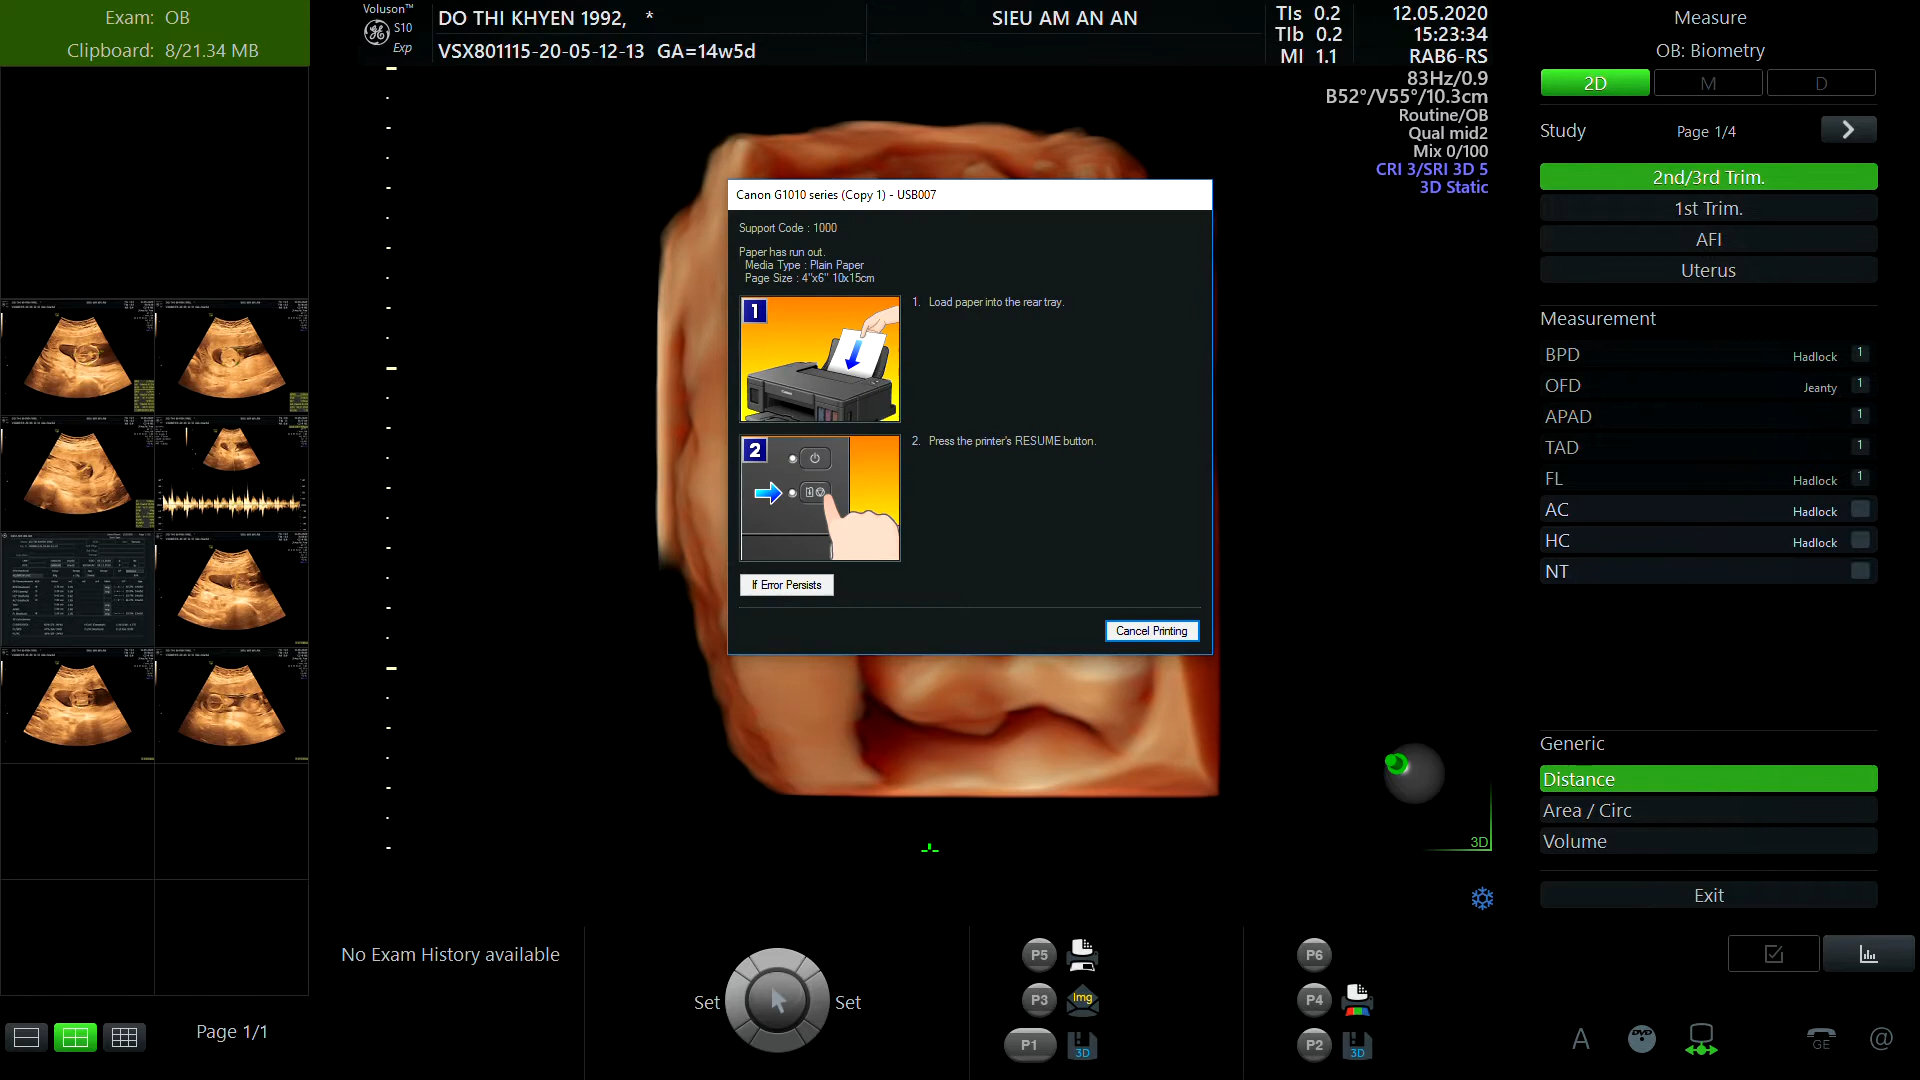 Exam: OB
Clipboard: 8/21.34 MB
Voluson™
S10
Exp
DO THI KHYEN 1992, *
VSX801115-20-05-12-13 GA=14w5d
SIEU AM AN AN
TIs 0.2
TIb 0.2
MI 1.1
12.05.2020
15:23:34
RAB6-RS
83Hz/0.9
B52°/V55°/10.3cm
Routine/OB
Qual mid2
Mix 0/100
CRI 3/SRI 3D 5
3D Static
Canon G1010 series (Copy 1) - USB007
Support Code : 1000
Paper has run out.
Media Type : Plain Paper
Page Size : 4"x6" 10x15cm
1
1. Load paper into the rear tray.
2
2. Press the printer's RESUME button.
If Error Persists
Cancel Printing
3D
Measure
OB: Biometry
2D
M
D
Study
Page 1/4
2nd/3rd Trim.
1st Trim.
AFI
Uterus
Measurement
BPD Hadlock 1
OFD Jeanty 1
APAD 1
TAD 1
FL Hadlock 1
AC Hadlock
HC Hadlock
NT
Generic
Distance
Area / Circ
Volume
Exit
No Exam History available
Set
Set
P5
P3 Img
P1 3D
P6
P4
P2 3D
A
DVD
GE
@
Page 1/1